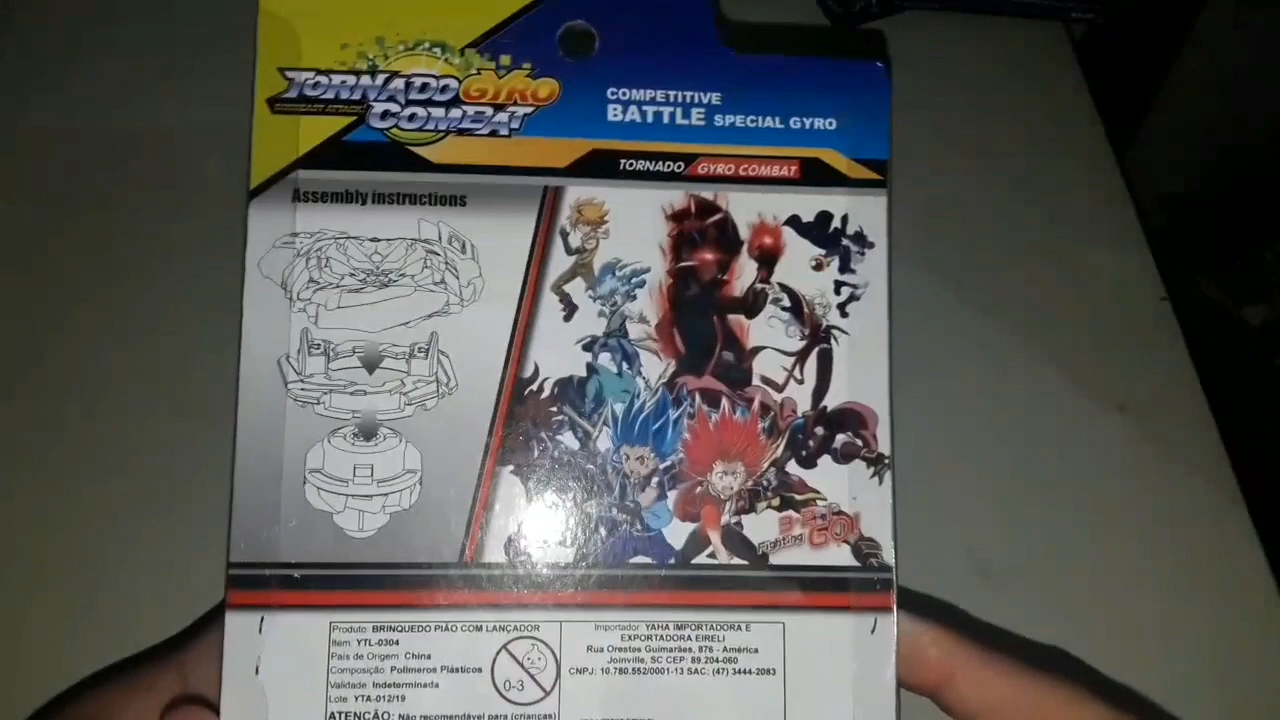 TORNADO GYRO
COMBAT
COMPETITIVE
BATTLE SPECIAL GYRO
TORNADO GYRO COMBAT
Assembly instructions
3·2·1
Fighting GO!
Produto: BRINQUEDO PIÃO COM LANÇADOR
Item: YTL-0304
País de Origem: China
Composição: Polímeros Plásticos
Validade: Indeterminada
Lote: YTA-012/19
ATENÇÃO: Não recomendável para (crianças)
0-3
Importador: YAHA IMPORTADORA E
EXPORTADORA EIRELI
Rua Orestes Guimarães, 876 - América
Joinville, SC CEP: 89.204-060
CNPJ: 10.780.552/0001-13 SAC: (47) 3444-2083